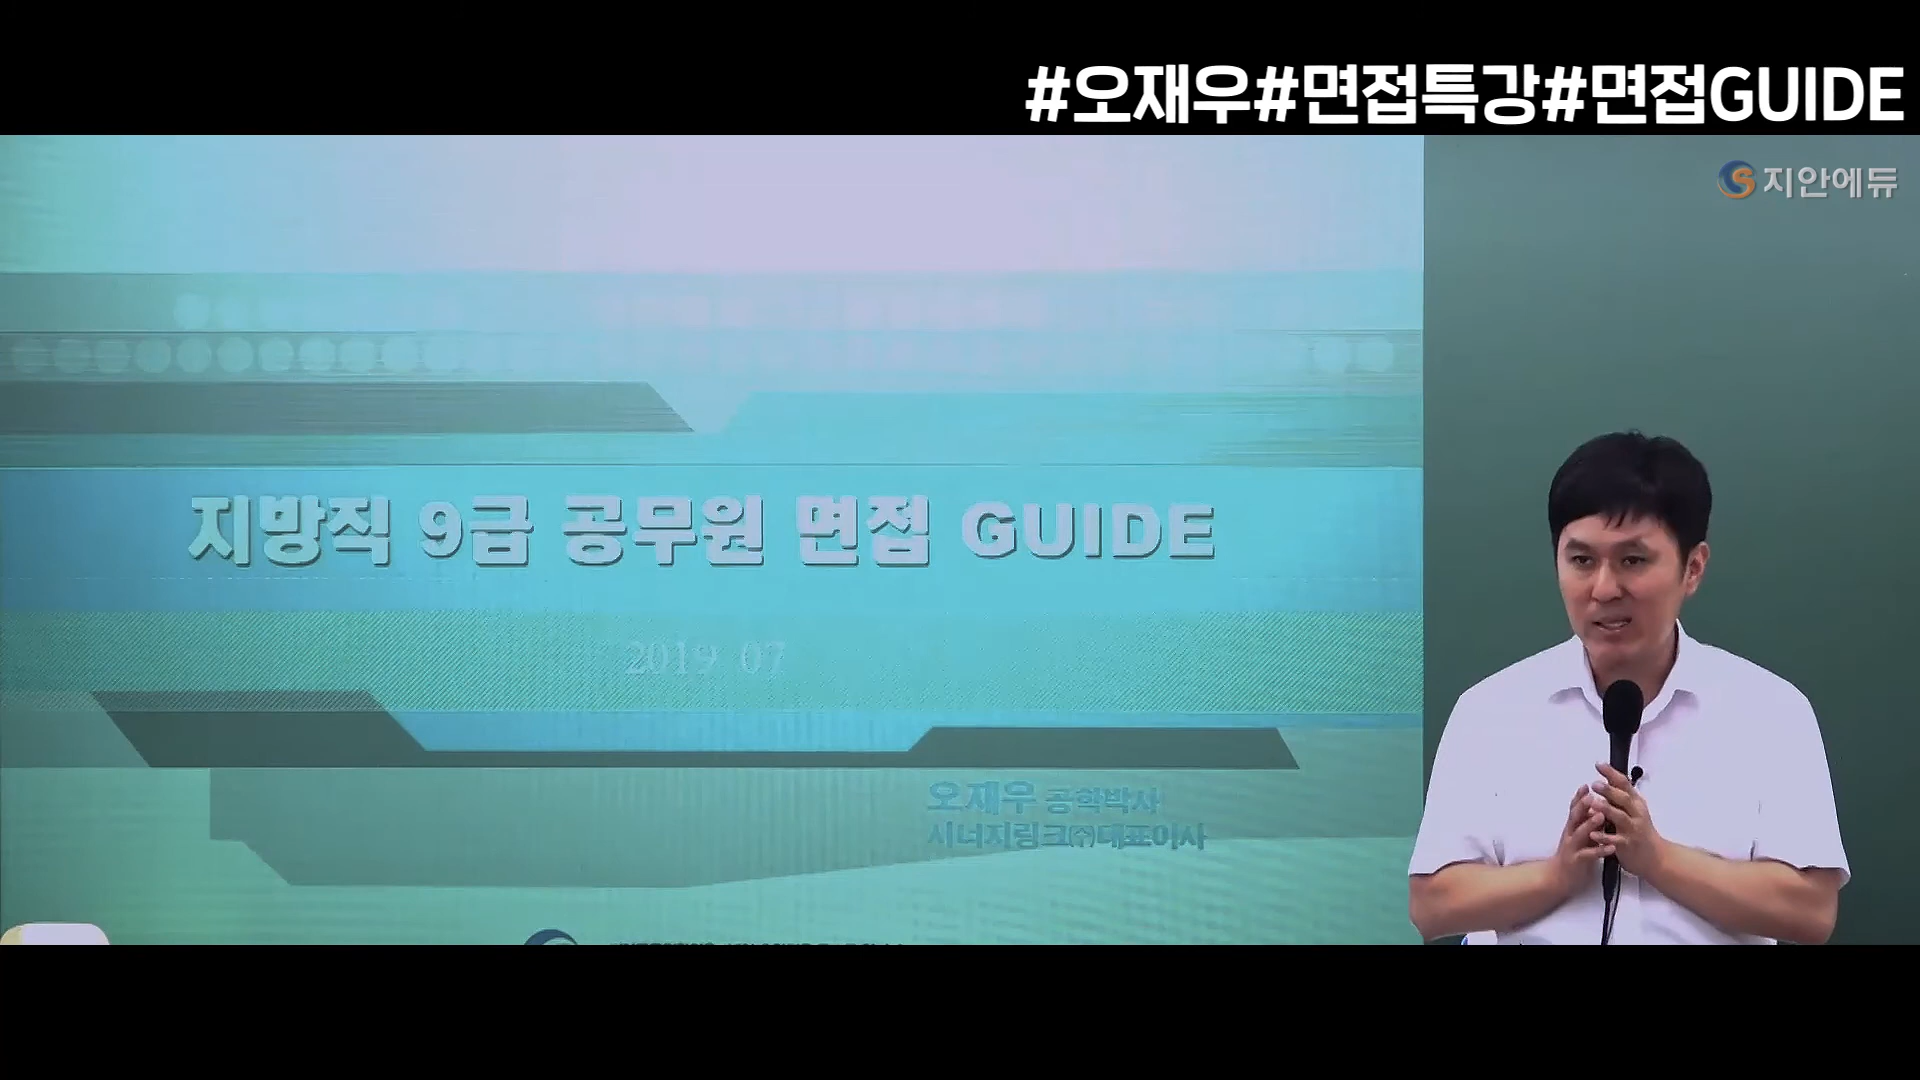 #오재우#면접특강#면접GUIDE
지안에듀
지방직 9급 공무원 면접 GUIDE
2019 07
오재우 공학박사
시너지링크㈜대표이사